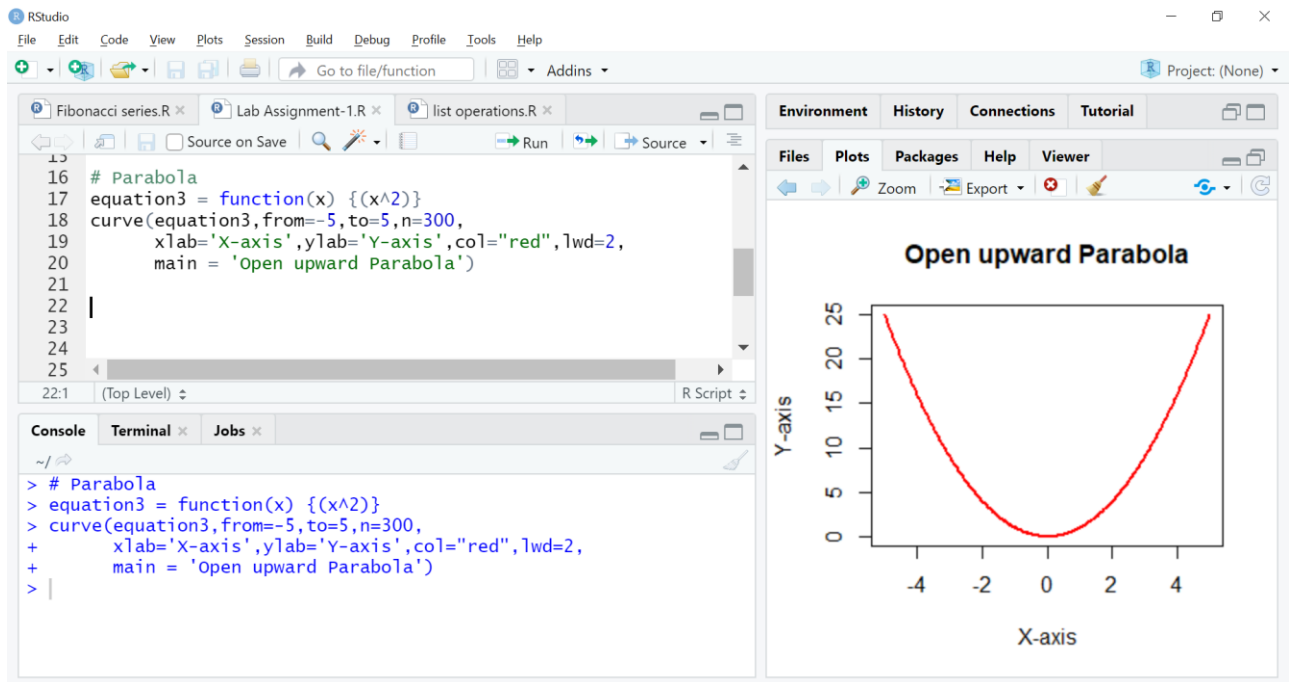 RStudio
File Edit Code View Plots Session Build Debug Profile Tools Help
Go to file/function Addins Project: (None)
Fibonacci series.R Lab Assignment-1.R list operations.R
Source on Save Run Source
15
16 # Parabola
17 equation3 = function(x) {(x^2)}
18 curve(equation3,from=-5,to=5,n=300,
19 xlab='X-axis',ylab='Y-axis',col="red",lwd=2,
20 main = 'Open upward Parabola')
21
22
23
24
25
22:1 (Top Level) R Script
Console Terminal Jobs
~/
> # Parabola
> equation3 = function(x) {(x^2)}
> curve(equation3,from=-5,to=5,n=300,
+ xlab='X-axis',ylab='Y-axis',col="red",lwd=2,
+ main = 'Open upward Parabola')
>
Environment History Connections Tutorial
Files Plots Packages Help Viewer
Zoom Export
Open upward Parabola
Y-axis
25
20
15
10
5
0
-4 -2 0 2 4
X-axis